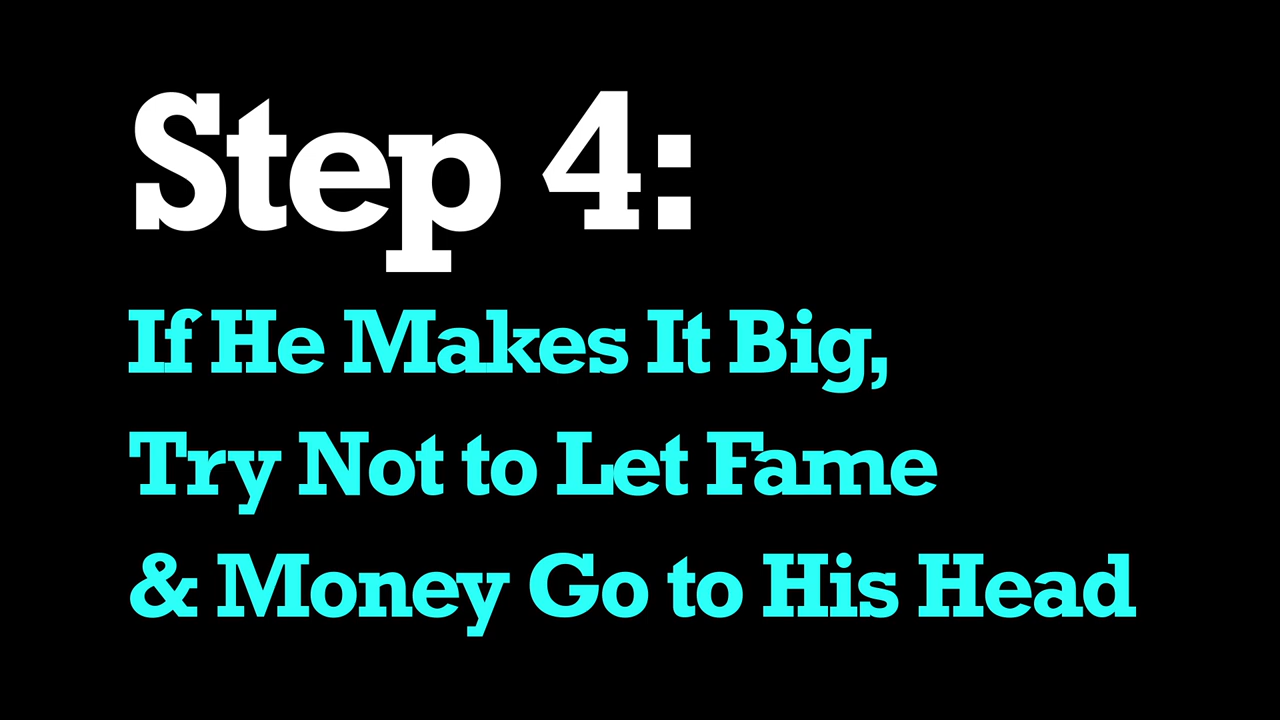 Step 4:
If He Makes It Big,
Try Not to Let Fame
& Money Go to His Head